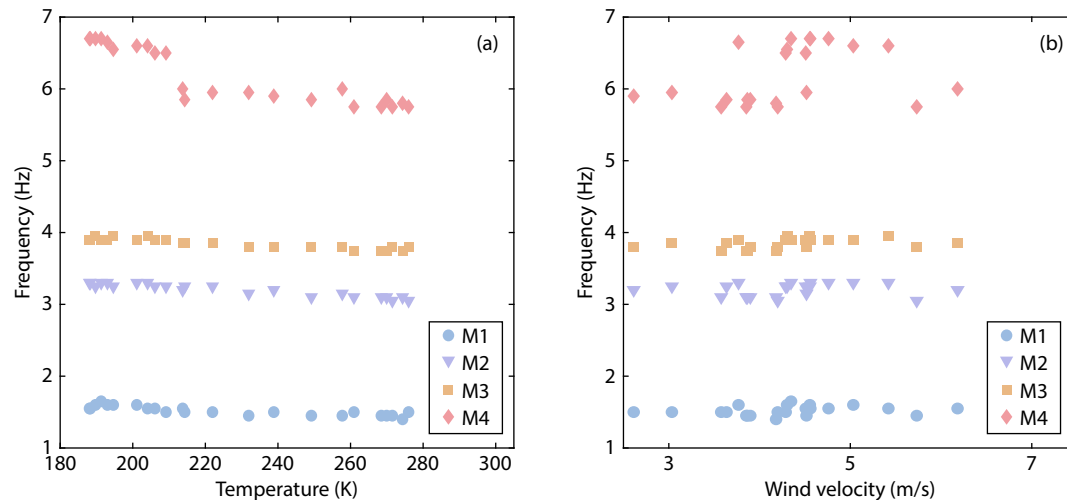 7
6
5
4
3
2
1
Frequency (Hz)
(a)
M1
M2
M3
M4
180 200 220 240 260 280 300
Temperature (K)
7
6
5
4
3
2
1
Frequency (Hz)
(b)
M1
M2
M3
M4
3 5 7
Wind velocity (m/s)